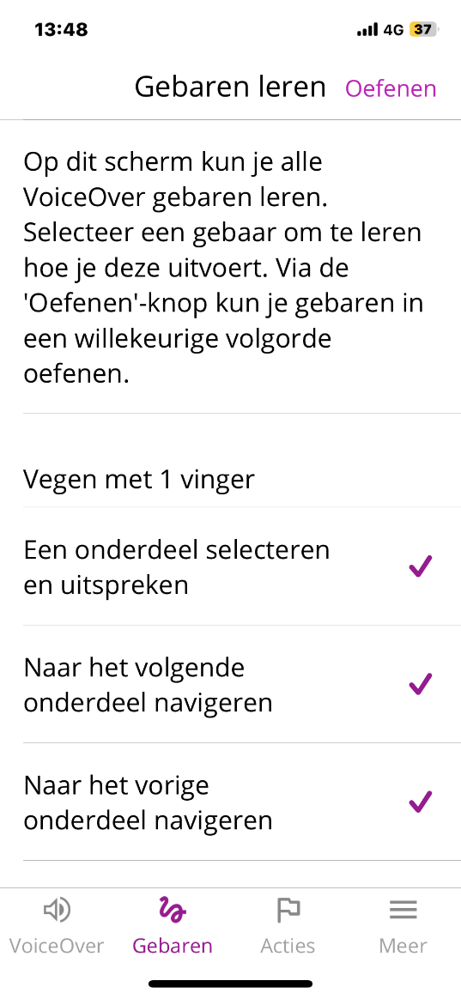 13:48
4G 37
Gebaren leren Oefenen
Op dit scherm kun je alle
VoiceOver gebaren leren.
Selecteer een gebaar om te leren
hoe je deze uitvoert. Via de
'Oefenen'-knop kun je gebaren in
een willekeurige volgorde
oefenen.
Vegen met 1 vinger
Een onderdeel selecteren
en uitspreken
Naar het volgende
onderdeel navigeren
Naar het vorige
onderdeel navigeren
VoiceOver Gebaren Acties Meer